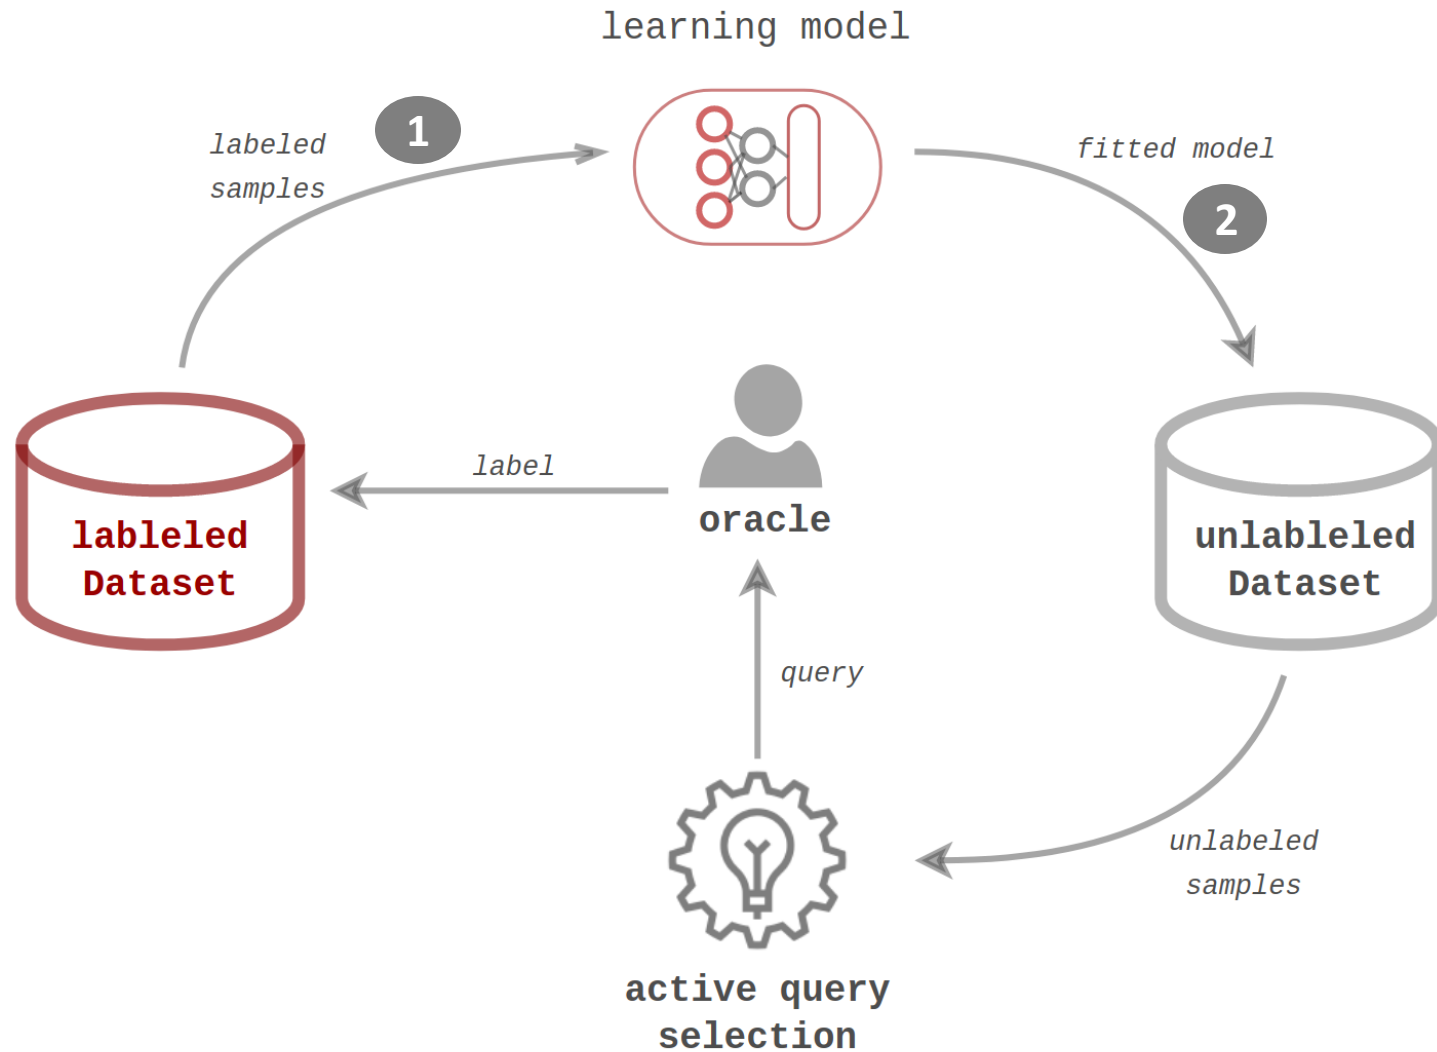 learning model
1
labeled
samples
fitted model
2
label
oracle
lableled
Dataset
unlableled
Dataset
query
unlabeled
samples
active query
selection